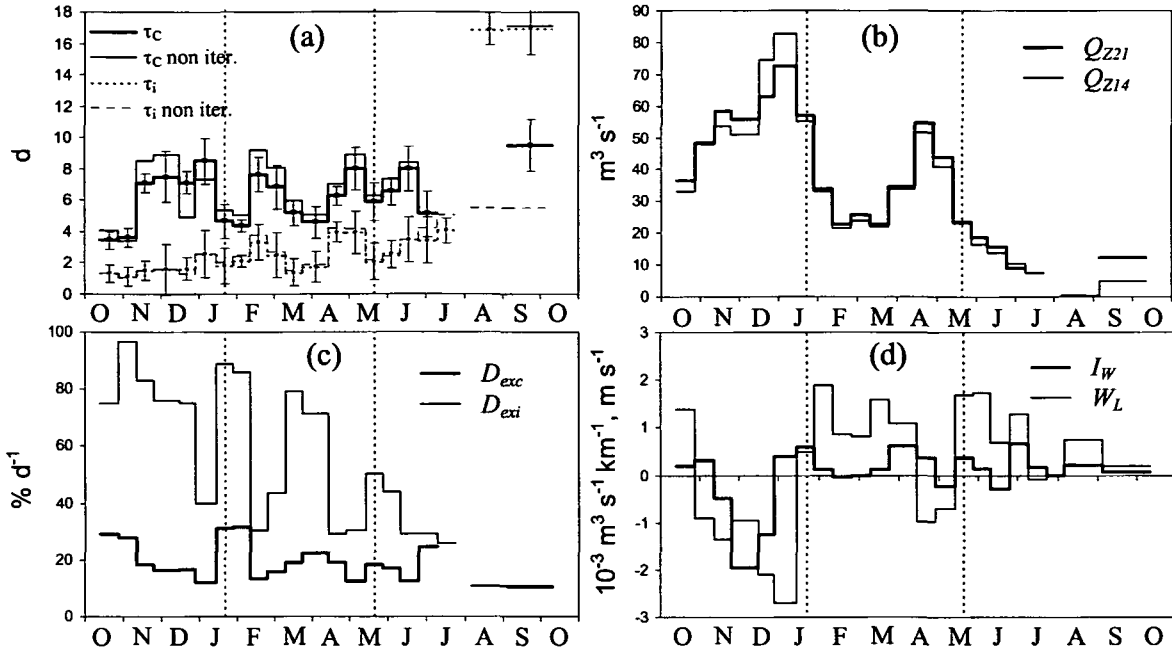 18
16
14
12
10
8
6
4
2
0
d
(a)
τC
τC non iter.
τi
τi non iter.
O N D J F M A M J J A S O
90
80
70
60
50
40
30
20
10
0
m³ s⁻¹
(b)
QZ21
QZ14
O N D J F M A M J J A S O
100
80
60
40
20
0
% d⁻¹
(c)
Dexc
Dexi
O N D J F M A M J J A S O
3
2
1
0
-1
-2
-3
10⁻³ m³ s⁻¹ km⁻¹, m s⁻¹
(d)
IW
WL
O N D J F M A M J J A S O